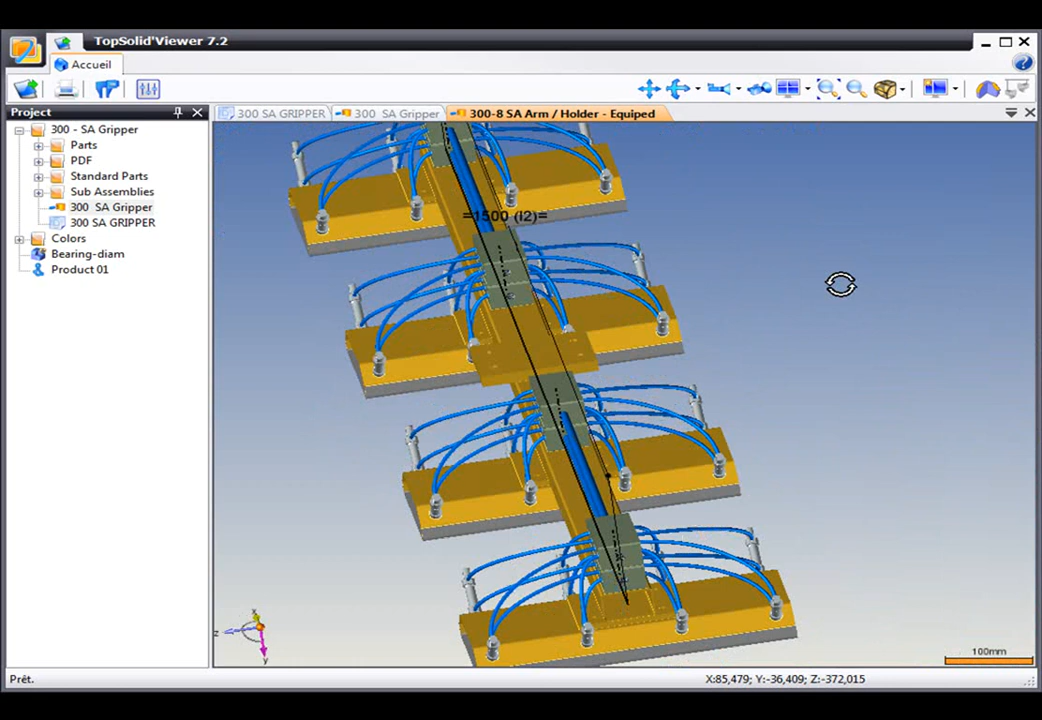 TopSolid'Viewer 7.2
Accueil
Project
300 SA GRIPPER
300 SA Gripper
300-8 SA Arm / Holder - Equiped
300 - SA Gripper
Parts
PDF
Standard Parts
Sub Assemblies
300 SA Gripper
300 SA GRIPPER
Colors
Bearing-diam
Product 01
=1500 (i2)=
z
x
y
100mm
Prêt.
X:85,479; Y:-36,409; Z:-372,015